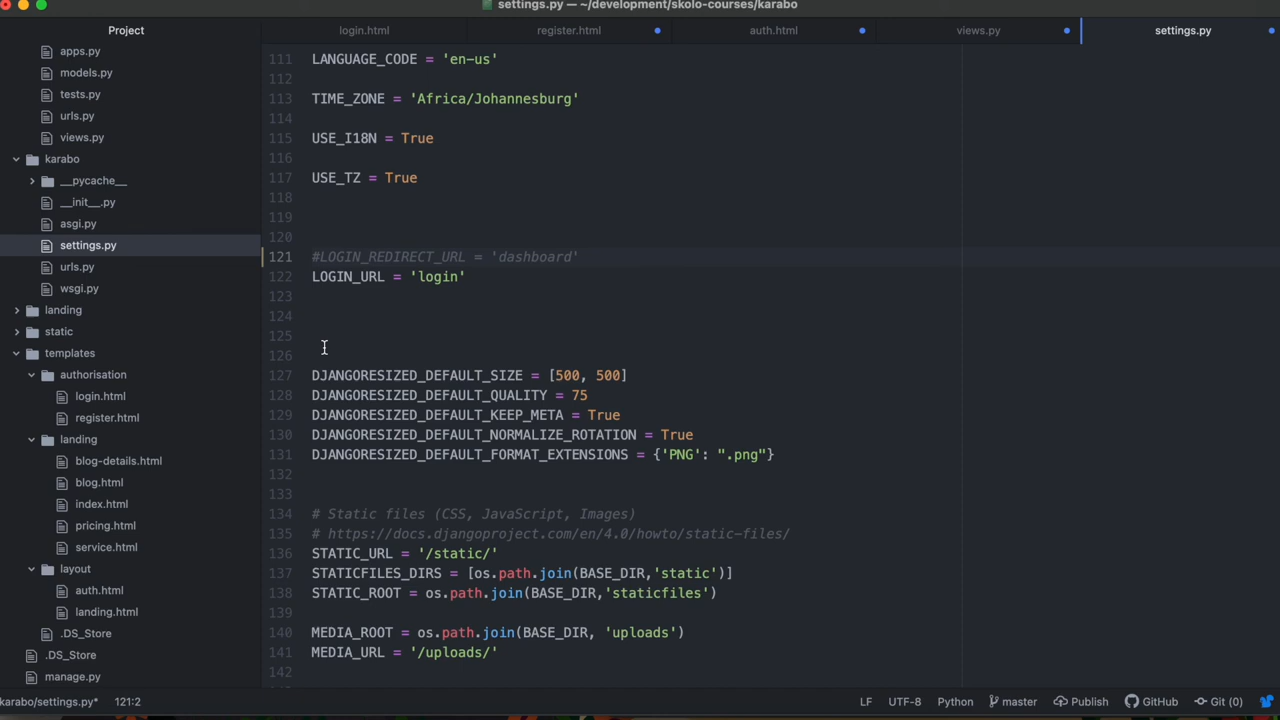 settings.py — ~/development/skolo-courses/karabo
Project
login.html
register.html
auth.html
views.py
settings.py
apps.py
models.py
tests.py
urls.py
views.py
karabo
__pycache__
__init__.py
asgi.py
settings.py
urls.py
wsgi.py
landing
static
templates
authorisation
login.html
register.html
landing
blog-details.html
blog.html
index.html
pricing.html
service.html
layout
auth.html
landing.html
.DS_Store
.DS_Store
manage.py
111 LANGUAGE_CODE = 'en-us'
112
113 TIME_ZONE = 'Africa/Johannesburg'
114
115 USE_I18N = True
116
117 USE_TZ = True
118
119
120
121 #LOGIN_REDIRECT_URL = 'dashboard'
122 LOGIN_URL = 'login'
123
124
125
126
127 DJANGORESIZED_DEFAULT_SIZE = [500, 500]
128 DJANGORESIZED_DEFAULT_QUALITY = 75
129 DJANGORESIZED_DEFAULT_KEEP_META = True
130 DJANGORESIZED_DEFAULT_NORMALIZE_ROTATION = True
131 DJANGORESIZED_DEFAULT_FORMAT_EXTENSIONS = {'PNG': ".png"}
132
133
134 # Static files (CSS, JavaScript, Images)
135 # https://docs.djangoproject.com/en/4.0/howto/static-files/
136 STATIC_URL = '/static/'
137 STATICFILES_DIRS = [os.path.join(BASE_DIR,'static')]
138 STATIC_ROOT = os.path.join(BASE_DIR,'staticfiles')
139
140 MEDIA_ROOT = os.path.join(BASE_DIR, 'uploads')
141 MEDIA_URL = '/uploads/'
142
karabo/settings.py* 121:2 LF UTF-8 Python master Publish GitHub Git (0)